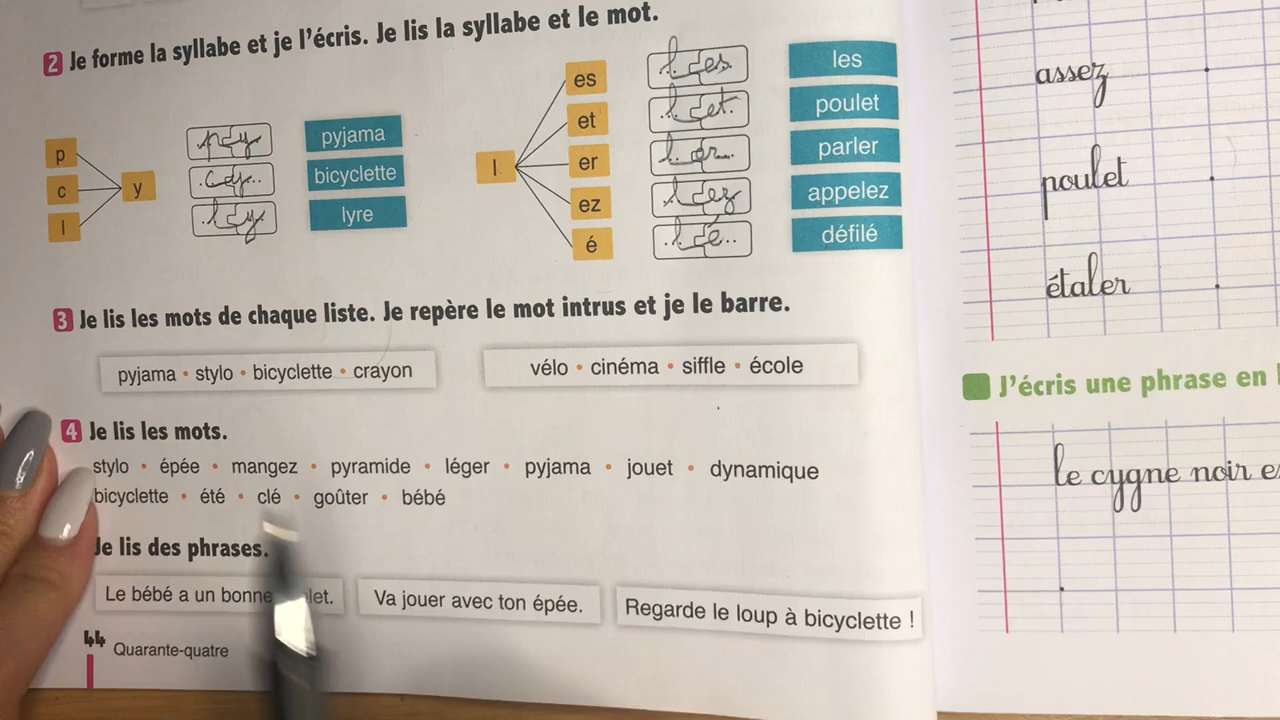 2 Je forme la syllabe et je l'écris. Je lis la syllabe et le mot.
p
c
l
y
py
cy
ly
pyjama
bicyclette
lyre
l
es
et
er
ez
é
les
let
ler
lez
lé
les
poulet
parler
appelez
défilé
3 Je lis les mots de chaque liste. Je repère le mot intrus et je le barre.
pyjama • stylo • bicyclette • crayon
vélo • cinéma • siffle • école
4 Je lis les mots.
stylo • épée • mangez • pyramide • léger • pyjama • jouet • dynamique
bicyclette • été • clé • goûter • bébé
Je lis des phrases.
Le bébé a un bonne let.
Va jouer avec ton épée.
Regarde le loup à bicyclette !
44 Quarante-quatre
assez
poulet
étaler
J'écris une phrase en
le cygne noir e